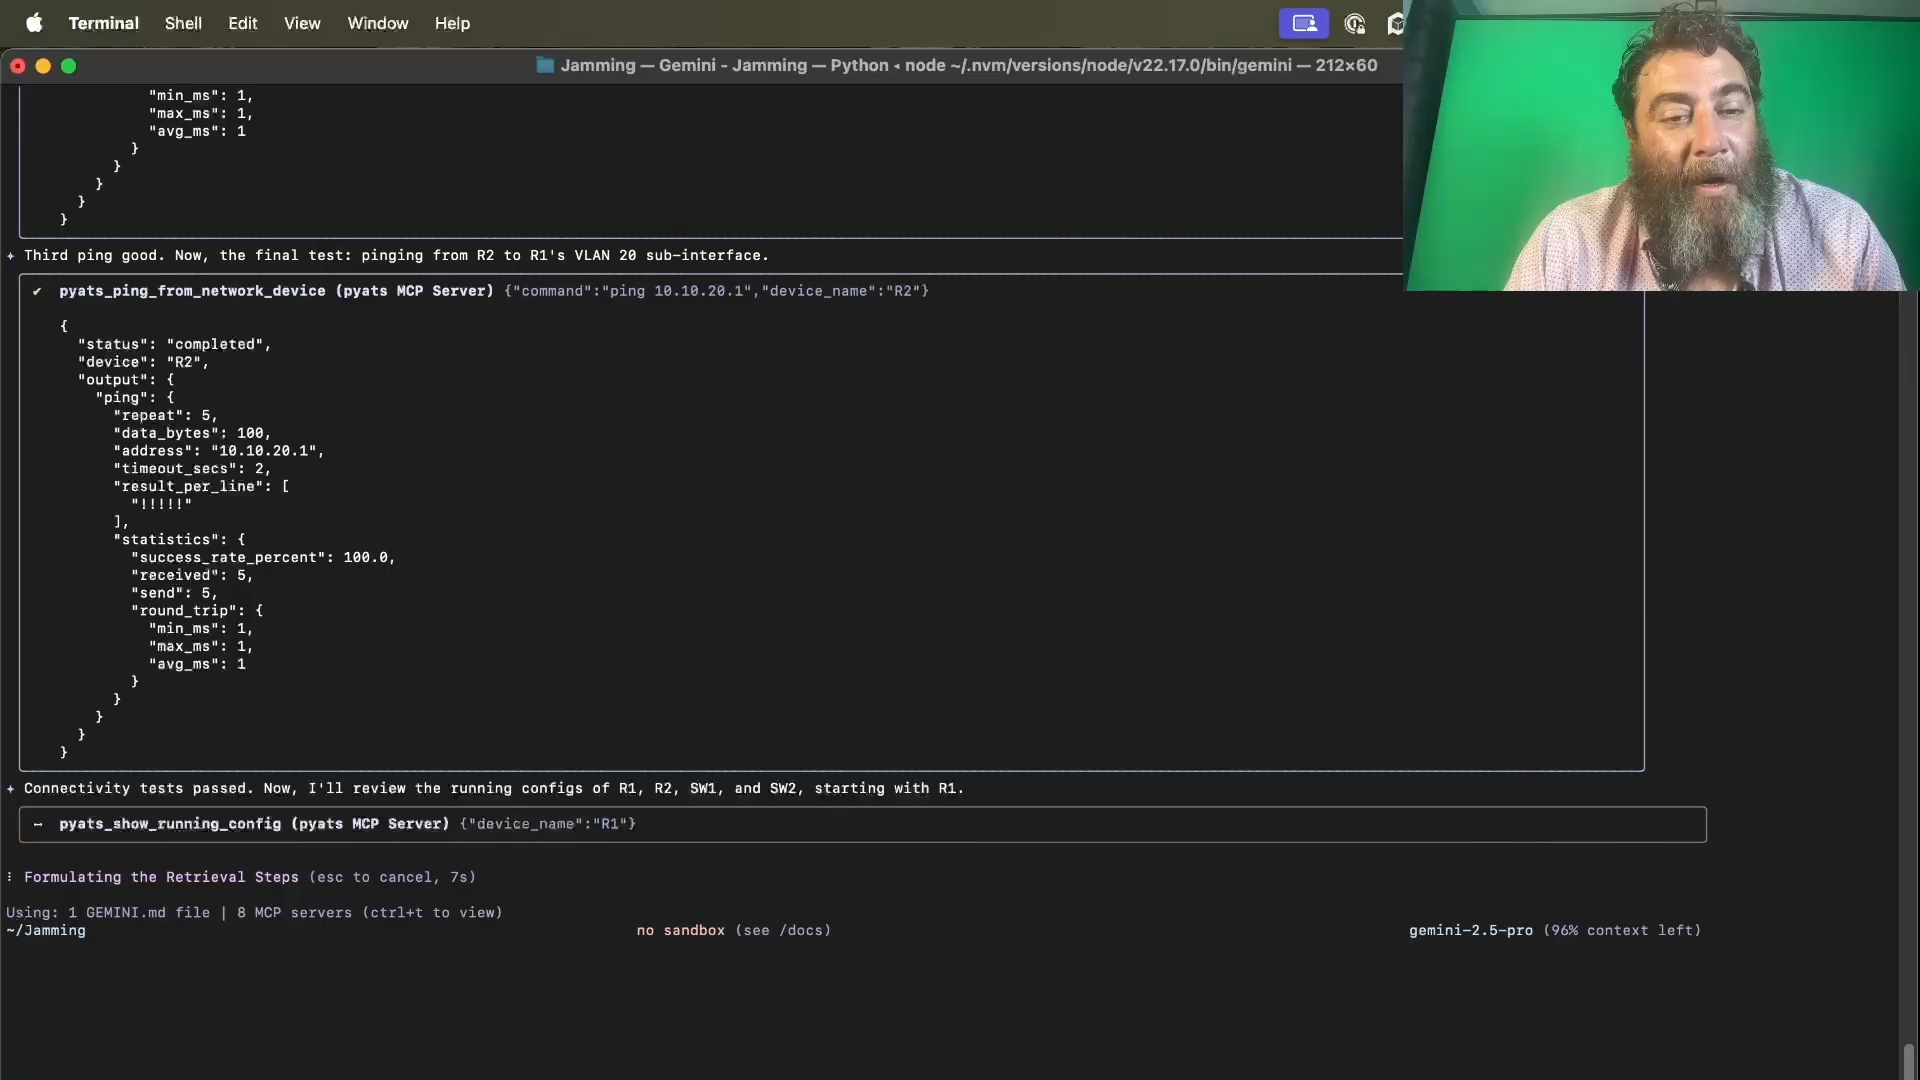 Terminal Shell Edit View Window Help
Jamming — Gemini - Jamming — Python ◂ node ~/.nvm/versions/node/v22.17.0/bin/gemini — 212×60
"min_ms": 1,
"max_ms": 1,
"avg_ms": 1
}
}
}
}
}
✦ Third ping good. Now, the final test: pinging from R2 to R1's VLAN 20 sub-interface.
✔ pyats_ping_from_network_device (pyats MCP Server) {"command":"ping 10.10.20.1","device_name":"R2"}
{
"status": "completed",
"device": "R2",
"output": {
"ping": {
"repeat": 5,
"data_bytes": 100,
"address": "10.10.20.1",
"timeout_secs": 2,
"result_per_line": [
"!!!!!"
],
"statistics": {
"success_rate_percent": 100.0,
"received": 5,
"send": 5,
"round_trip": {
"min_ms": 1,
"max_ms": 1,
"avg_ms": 1
}
}
}
}
}
✦ Connectivity tests passed. Now, I'll review the running configs of R1, R2, SW1, and SW2, starting with R1.
pyats_show_running_config (pyats MCP Server) {"device_name":"R1"}
Formulating the Retrieval Steps (esc to cancel, 7s)
Using: 1 GEMINI.md file | 8 MCP servers (ctrl+t to view)
~/Jamming no sandbox (see /docs) gemini-2.5-pro (96% context left)